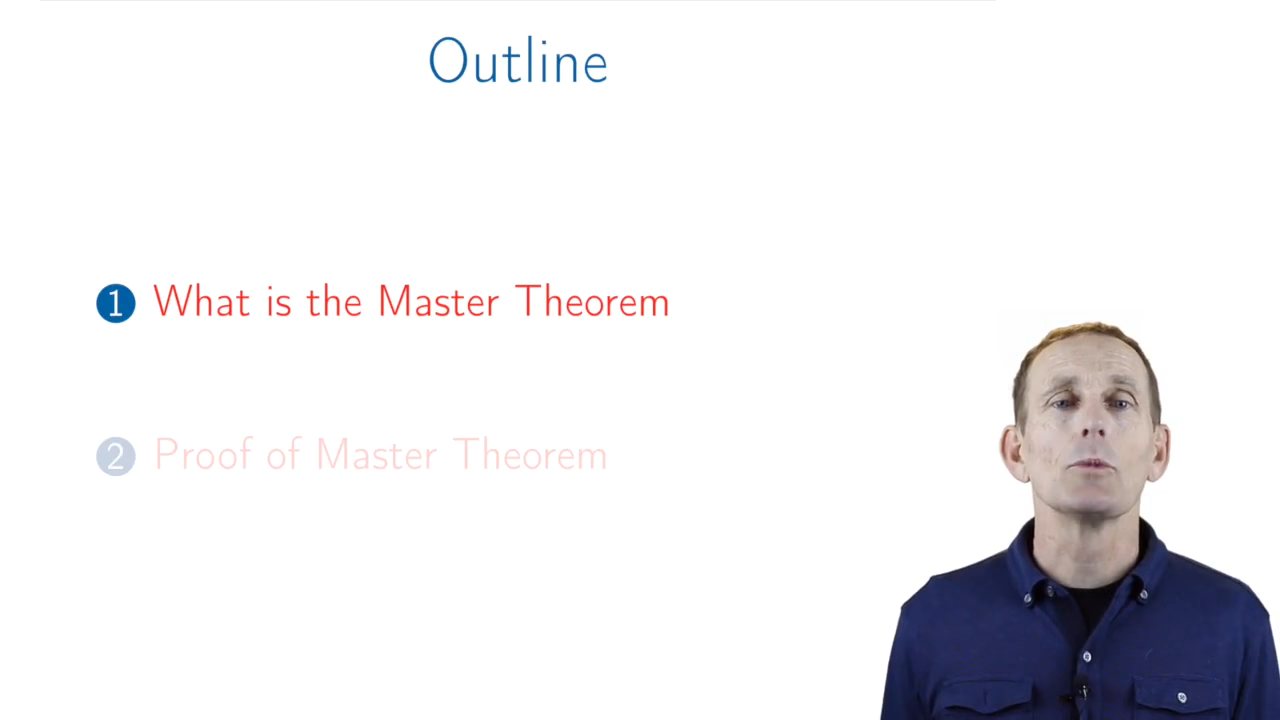 Outline
1 What is the Master Theorem
2 Proof of Master Theorem